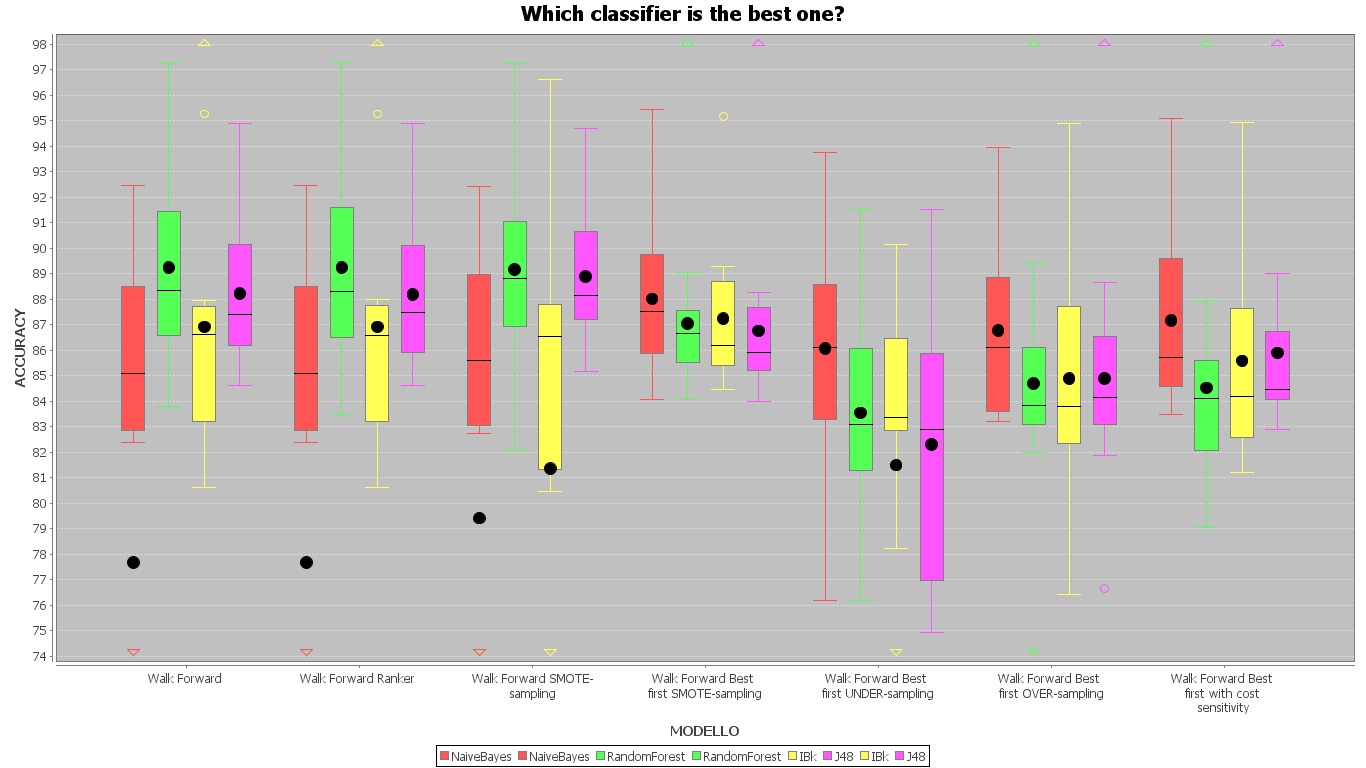 Which classifier is the best one?
98
97
96
95
94
93
92
91
90
89
88
87
86
85
84
83
82
81
80
79
78
77
76
75
74
ACCURACY
Walk Forward
Walk Forward Ranker
Walk Forward SMOTE-
sampling
Walk Forward Best
first SMOTE-sampling
Walk Forward Best
first UNDER-sampling
Walk Forward Best
first OVER-sampling
Walk Forward Best
first with cost
sensitivity
MODELLO
NaiveBayes NaiveBayes RandomForest RandomForest IBk J48 IBk J48